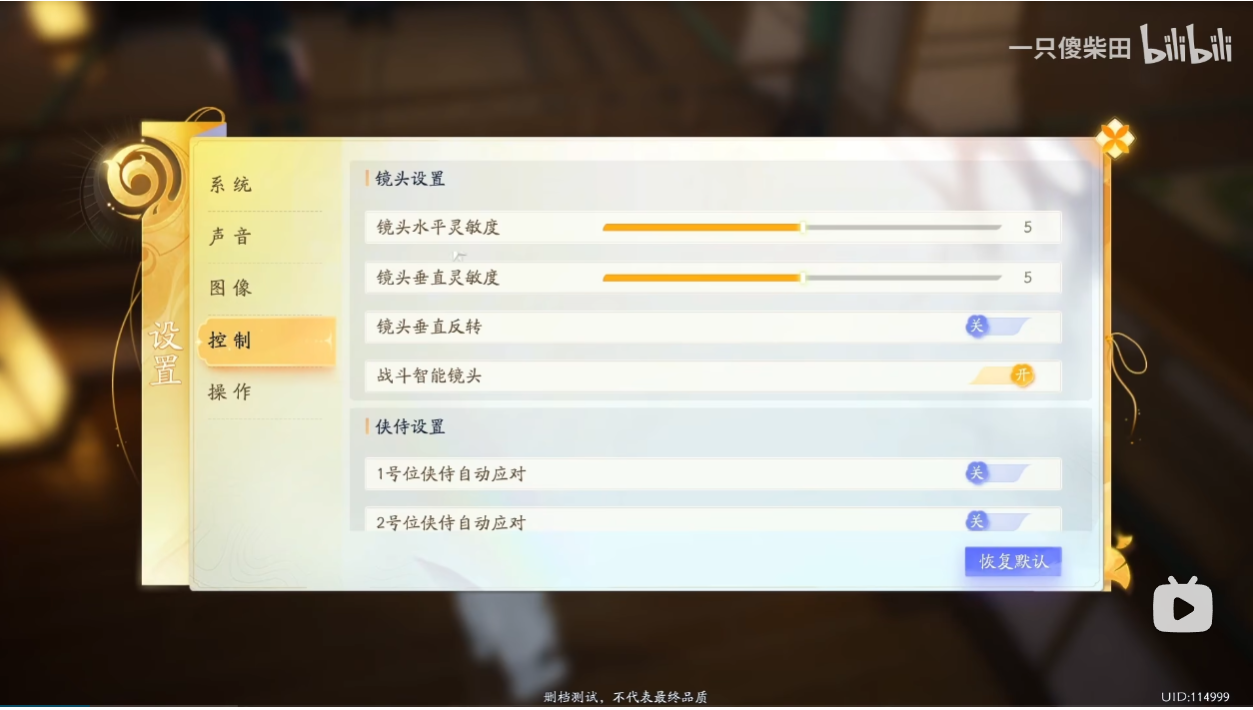 一只傻柴田 bilibili
设置
系统
声音
图像
控制
操作
镜头设置
镜头水平灵敏度 5
镜头垂直灵敏度 5
镜头垂直反转 关
战斗智能镜头 开
侠侍设置
1号位侠侍自动应对 关
2号位侠侍自动应对 关
恢复默认
删档测试，不代表最终品质
UID:114999